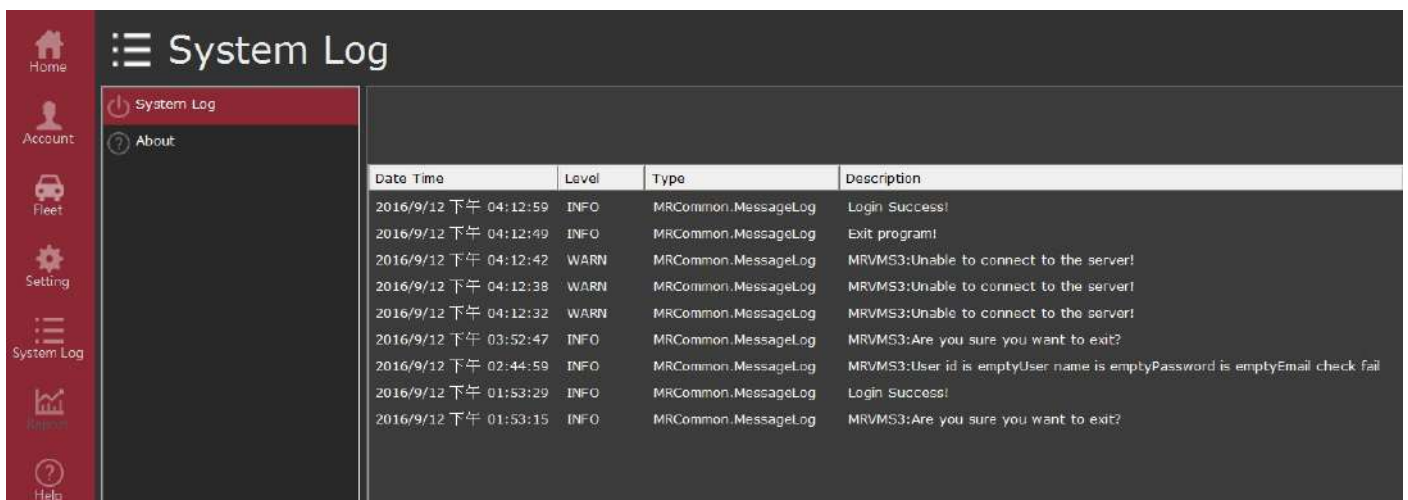 System Log
Home
Account
Fleet
Setting
System Log
Report
Help
System Log
About
Date Time Level Type Description
2016/9/12 下午 04:12:59 INFO MRCommon.MessageLog Login Success!
2016/9/12 下午 04:12:49 INFO MRCommon.MessageLog Exit program!
2016/9/12 下午 04:12:42 WARN MRCommon.MessageLog MRVMS3:Unable to connect to the server!
2016/9/12 下午 04:12:38 WARN MRCommon.MessageLog MRVMS3:Unable to connect to the server!
2016/9/12 下午 04:12:32 WARN MRCommon.MessageLog MRVMS3:Unable to connect to the server!
2016/9/12 下午 03:52:47 INFO MRCommon.MessageLog MRVMS3:Are you sure you want to exit?
2016/9/12 下午 02:44:59 INFO MRCommon.MessageLog MRVMS3:User id is emptyUser name is emptyPassword is emptyEmail check fail
2016/9/12 下午 01:53:29 INFO MRCommon.MessageLog Login Success!
2016/9/12 下午 01:53:15 INFO MRCommon.MessageLog MRVMS3:Are you sure you want to exit?